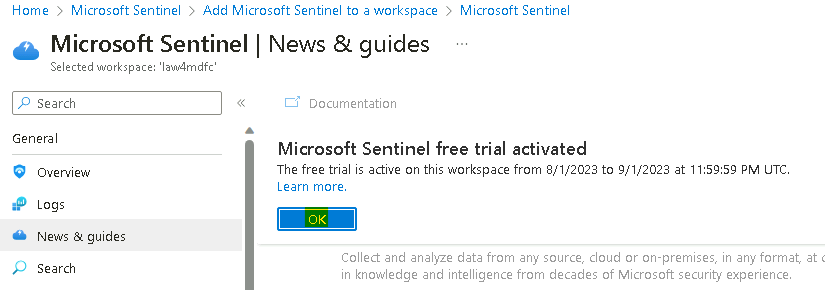 Home > Microsoft Sentinel > Add Microsoft Sentinel to a workspace > Microsoft Sentinel
Microsoft Sentinel | News & guides ...
Selected workspace: 'law4mdfc'
Search «
Documentation
General
Overview
Logs
News & guides
Search
Microsoft Sentinel free trial activated
The free trial is active on this workspace from 8/1/2023 to 9/1/2023 at 11:59:59 PM UTC.
Learn more.
OK
Collect and analyze data from any source, cloud or on-premises, in any format, at
in knowledge and intelligence from decades of Microsoft security experience.